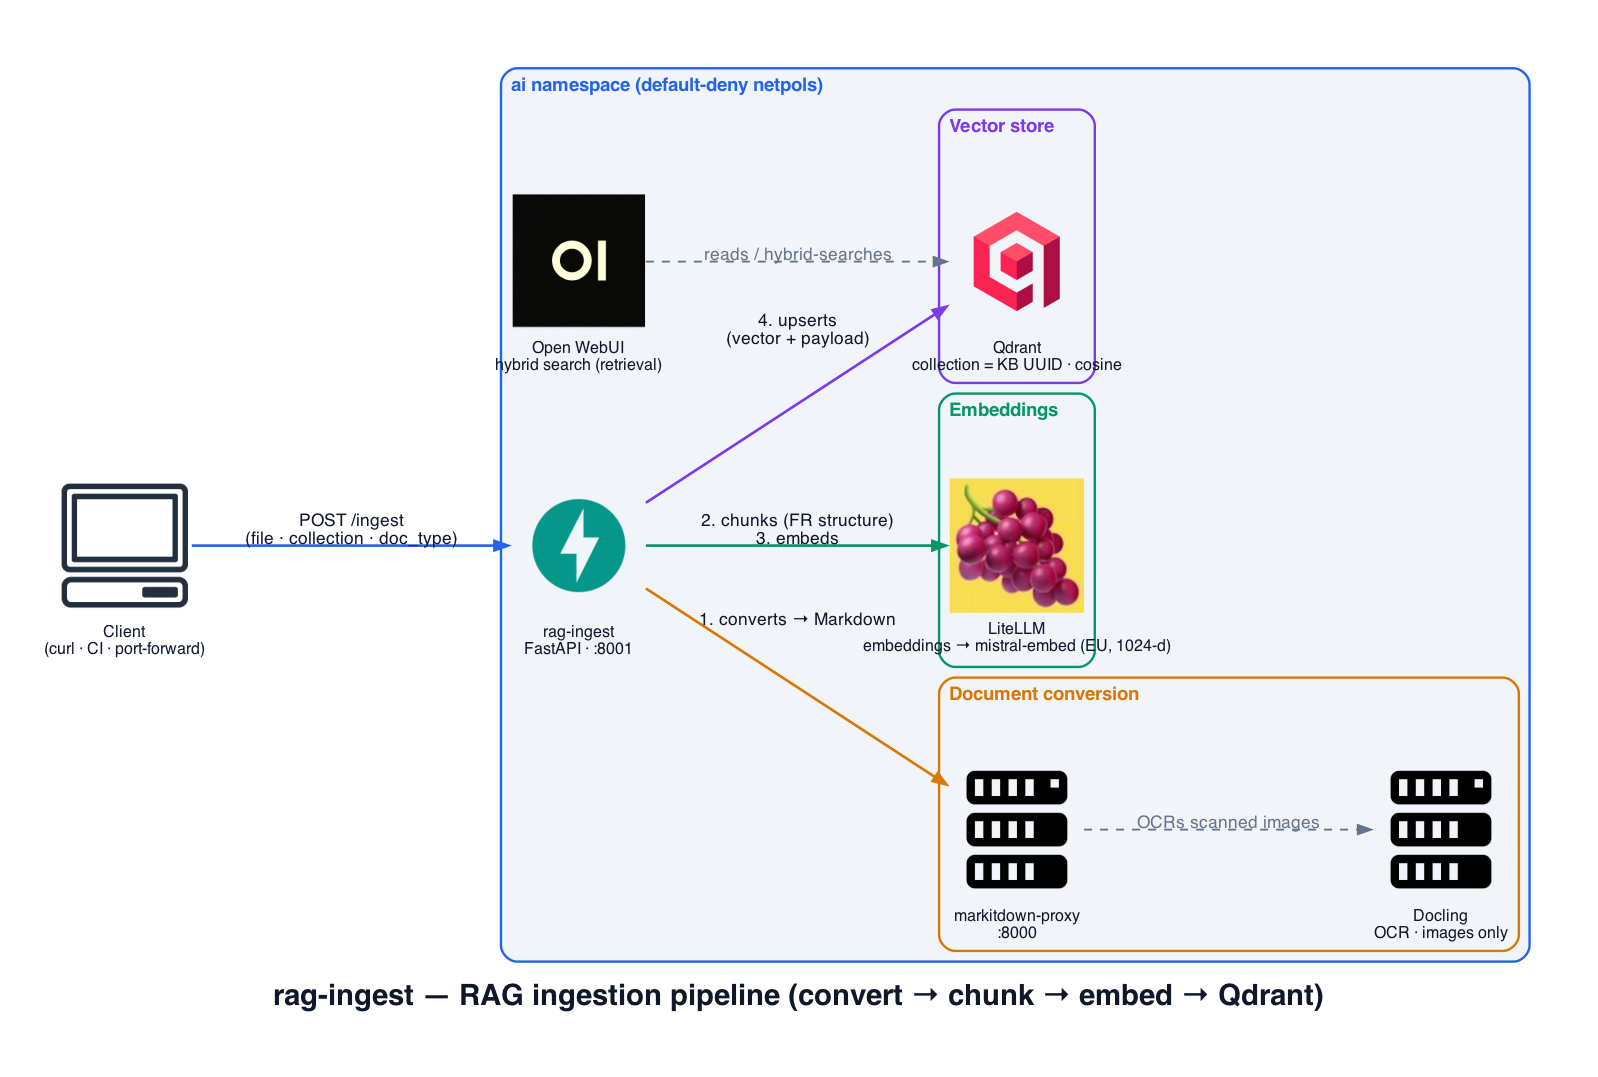 ai namespace (default-deny netpols)
Vector store
OI
reads / hybrid-searches
4. upserts
(vector + payload)
Open WebUI
hybrid search (retrieval)
Qdrant
collection = KB UUID · cosine
Embeddings
POST /ingest
(file · collection · doc_type)
2. chunks (FR structure)
3. embeds
1. converts → Markdown
Client
(curl · CI · port-forward)
rag-ingest
FastAPI · :8001
LiteLLM
embeddings → mistral-embed (EU, 1024-d)
Document conversion
OCRs scanned images
markitdown-proxy
:8000
Docling
OCR · images only
rag-ingest — RAG ingestion pipeline (convert → chunk → embed → Qdrant)